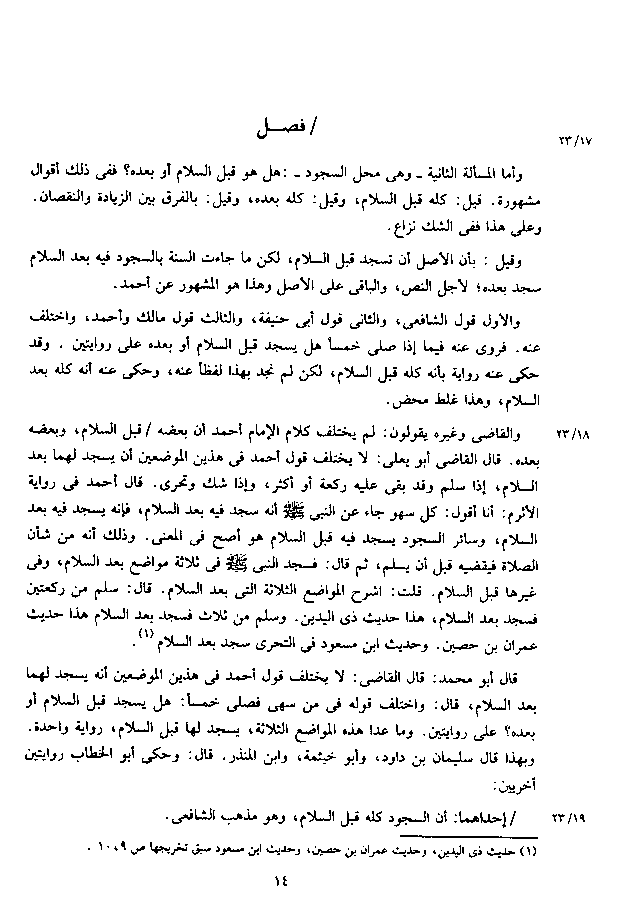 / فصــل
٢٣/١٧
وأما المسألة الثانية ـ وهى محل السجود ـ :هل هو قبل السلام أو بعده؟ ففى ذلك أقوال
مشهورة. قيل: كله قبل السلام، وقيل: كله بعده، وقيل: بالفرق بين الزيادة والنقصان.
وعلى هذا ففى الشك نزاع.
وقيل : بأن الأصل أن تسجد قبل السلام، لكن ما جاءت السنة بالسجود فيه بعد السلام
سجد بعده؛ لأجل النص، والباقى على الأصل وهذا هو المشهور عن أحمد.
والأول قول الشافعى، والثانى قول أبى حنيفة، والثالث قول مالك وأحمد، واختلف
عنه. فروى عنه فيما إذا صلى خمساً هل يسجد قبل السلام أو بعده على روايتين . وقد
حكى عنه رواية بأنه كله قبل السلام، لكن لم نجد بهذا لفظاً عنه، وحكى عنه أنه كله بعد
السلام، وهذا غلط محض.
والقاضى وغيره يقولون: لم يختلف كلام الإمام أحمد أن بعضه / قبل السلام، وبعضه
٢٣/١٨
بعده. قال القاضى أبو يعلى: لا يختلف قول أحمد فى هذين الموضعين أن يسجد لهما بعد
السلام، إذا سلم وقد بقى عليه ركعة أو أكثر، وإذا شك وتحرى. قال أحمد فى رواية
الأثرم: أنا أقول: كل سهو جاء عن النبى ﷺ أنه سجد فيه بعد السلام، فإنه يسجد فيه بعد
السلام، وسائر السجود يسجد فيه قبل السلام هو أصح فى المعنى. وذلك أنه من شأن
الصلاة فيقضيه قبل أن يسلم، ثم قال: فسجد النبى ﷺ فى ثلاثة مواضع بعد السلام، وفى
غيرها قبل السلام. قلت: اشرح المواضع الثلاثة التى بعد السلام. قال: سلم من ركعتين
فسجد بعد السلام، هذا حديث ذى اليدين. وسلم من ثلاث فسجد بعد السلام هذا حديث
عمران بن حصين. وحديث ابن مسعود فى التحرى سجد بعد السلام (١).
قال أبو محمد: قال القاضى: لا يختلف قول أحمد فى هذين الموضعين أنه يسجد لهما
بعد السلام، قال: واختلف قوله فى من سهى فصلى خمساً: هل يسجد قبل السلام أو
بعده؟ على روايتين. وما عدا هذه المواضع الثلاثة، يسجد لها قبل السلام، رواية واحدة.
وبهذا قال سليمان بن داود، وأبو خيثمة، وابن المنذر. قال: وحكى أبو الخطاب روايتين
أخريين:
/ إحداهما: أن السجود كله قبل السلام، وهو مذهب الشافعى.
٢٣/١٩
(١) حديث ذى اليدين، وحديث عمران بن حصين، وحديث ابن مسعود سبق تخريجها ص ٩، ١٠ .
١٤